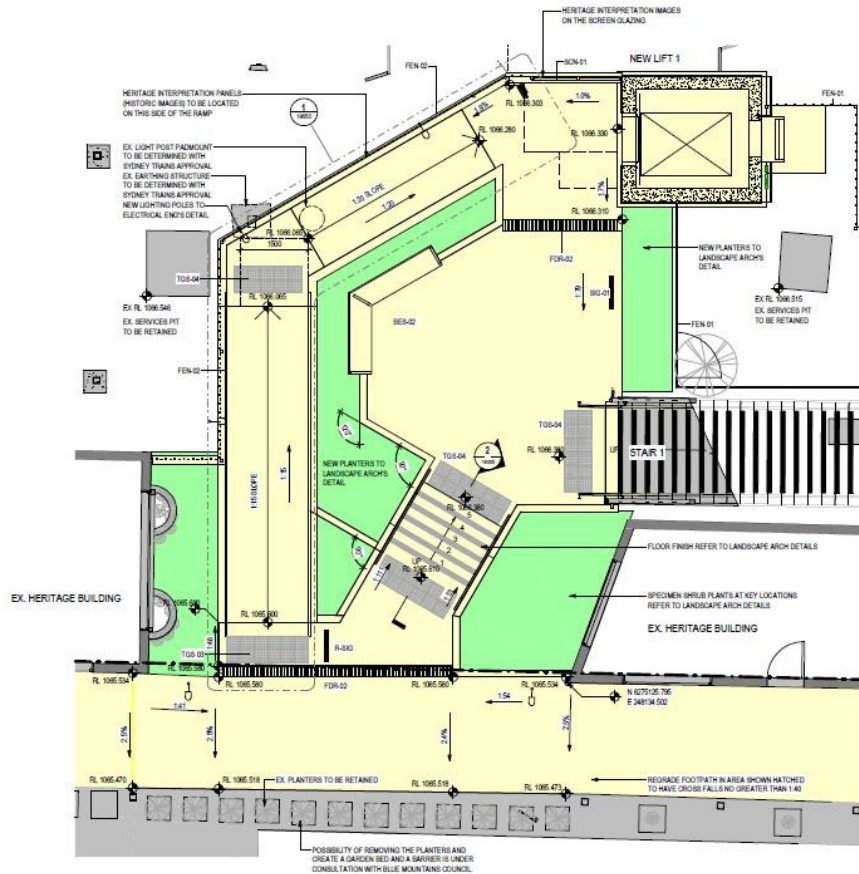 HERITAGE INTERPRETATION IMAGES
ON THE SCREEN GLAZING
FEN-02
SCN-01
NEW LIFT 1
FEN-01
HERITAGE INTERPRETATION PANELS
(HISTORIC IMAGES) TO BE LOCATED
ON THIS SIDE OF THE RAMP
1
RL 1066.303
1.0%
RL 1066.280
RL 1066.330
EX. LIGHT POST PADMOUNT
TO BE DETERMINED WITH
SYDNEY TRAINS APPROVAL
EX. EARTHING STRUCTURE
TO BE DETERMINED WITH
SYDNEY TRAINS APPROVAL
NEW LIGHTING POLES TO
ELECTRICAL ENG'S DETAIL
1:20 SLOPE
1:20
RL 1066.310
RL 1066.065
1500
FDR-02
NEW PLANTERS TO
LANDSCAPE ARCH'S
DETAIL
TGS-04
RL 1066.065
1:79
SIG-01
EX RL 1066.546
EX. SERVICES PIT
TO BE RETAINED
EX RL 1066.515
EX. SERVICES PIT
TO BE RETAINED
SES-02
FEN-01
FEN-02
TGS-04
TGS-04
2
UP
STAIR 1
NEW PLANTERS TO
LANDSCAPE ARCH'S
DETAIL
1:15 SLOPE
1:15
5
4
3
2
1
UP
RL 1065.610
FLOOR FINISH REFER TO LANDSCAPE ARCH DETAILS
SPECIMEN SHRUB PLANTS AT KEY LOCATIONS
REFER TO LANDSCAPE ARCH DETAILS
EX. HERITAGE BUILDING
EX. HERITAGE BUILDING
RL 1065.600
R-SIG
TGS-03
RL 1065.580
RL 1065.534
RL 1065.580
FDR-02
RL 1065.580
RL 1065.534
N 6275125.795
E 248134.502
1:41
1:54
2.5%
2.4%
2.5%
RL 1065.470
RL 1065.518
EX. PLANTERS TO BE RETAINED
RL 1065.518
RL 1065.473
REGRADE FOOTPATH IN AREA SHOWN HATCHED
TO HAVE CROSS FALLS NO GREATER THAN 1:40
POSSIBILITY OF REMOVING THE PLANTERS AND
CREATE A GARDEN BED AND A BARRIER IS UNDER
CONSULTATION WITH BLUE MOUNTAINS COUNCIL.